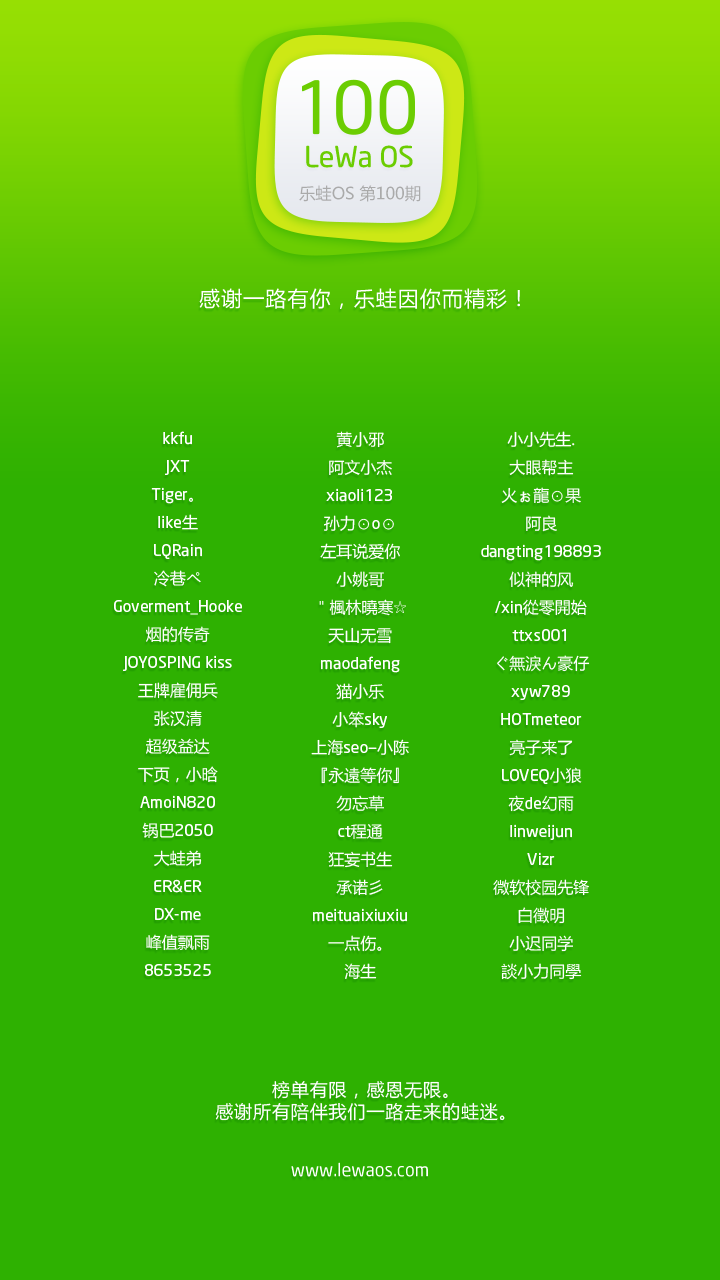 100
LeWa OS
乐蛙OS 第100期
感谢一路有你，乐蛙因你而精彩！
kkfu 黄小邪 小小先生.
JXT 阿文小杰 大眼帮主
Tiger。 xiaoli123 火ぉ龍⊙果
like生 孙力⊙o⊙ 阿良
LQRain 左耳说爱你 dangting198893
冷巷ペ 小姚哥 似神的风
Goverment_Hooke "楓林曉寒☆ /xin從零開始
烟的传奇 天山无雪 ttxs001
JOYOSPING kiss maodafeng ぐ無淚ん豪仔
王牌雇佣兵 猫小乐 xyw789
张汉清 小笨sky HOTmeteor
超级益达 上海seo—小陈 亮子来了
下页，小晗 『永遠等你』 LOVEQ小狼
AmoiN820 勿忘草 夜de幻雨
锅巴2050 ct程通 linweijun
大蛙弟 狂妄书生 Vizr
ER&ER 承诺彡 微软校园先锋
DX-me meituaixiuxiu 白徵明
峰值飘雨 一点伤。 小迟同学
8653525 海生 談小力同學
榜单有限，感恩无限。
感谢所有陪伴我们一路走来的蛙迷。
www.lewaos.com